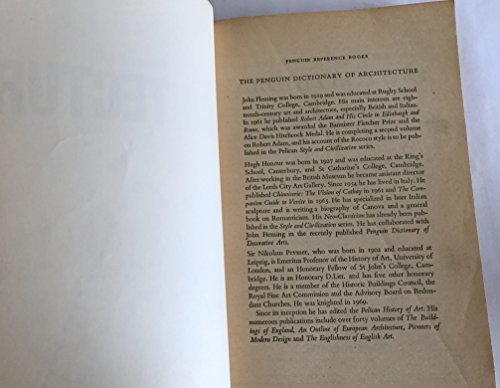 PENGUIN REFERENCE BOOKS
THE PENGUIN DICTIONARY OF ARCHITECTURE
John Fleming was born in 1919 and was educated at Rugby School
and Trinity College, Cambridge. His main interests are eigh-
teenth-century art and architecture, especially British and Italian.
In 1962 he published Robert Adam and His Circle in Edinburgh and
Rome, which was awarded the Bannister Fletcher Prize and the
Alice Davis Hitchcock Medal. He is completing a second volume
on Robert Adam, and his account of the Rococo style is to be pub-
lished in the Pelican Style and Civilization series.
Hugh Honour was born in 1927 and was educated at the King's
School, Canterbury, and St Catharine's College, Cambridge.
After working in the British Museum he became assistant director
of the Leeds City Art Gallery. Since 1954 he has lived in Italy. He
published Chinoiserie: The Vision of Cathay in 1961 and The Com-
panion Guide to Venice in 1965. He has specialized in later Italian
sculpture and is writing a biography of Canova and a general
book on Romanticism. His Neo-Classicism has already been pub-
lished in the Style and Civilization series. He has collaborated with
John Fleming in the recently published Penguin Dictionary of
Decorative Arts.
Sir Nikolaus Pevsner, who was born in 1902 and educated at
Leipzig, is Emeritus Professor of the History of Art, University of
London, and an Honorary Fellow of St John's College, Cam-
bridge. He is an Honorary D.Litt. and has five other honorary
degrees. He is a member of the Historic Buildings Council, the
Royal Fine Art Commission and the Advisory Board on Redun-
dant Churches. He was knighted in 1969.
Since its inception he has edited the Pelican History of Art. His
numerous publications include over forty volumes of The Build-
ings of England, An Outline of European Architecture, Pioneers of
Modern Design and The Englishness of English Art.